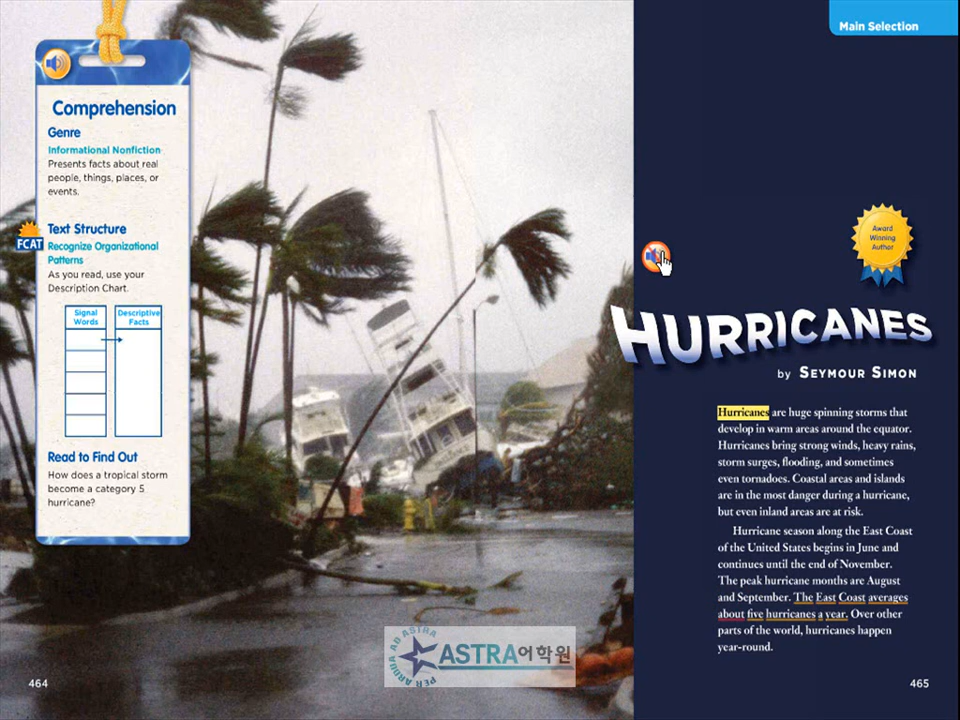 Comprehension
Genre
Informational Nonfiction
Presents facts about real
people, things, places, or
events.
FCAT
Text Structure
Recognize Organizational
Patterns
As you read, use your
Description Chart.
Signal
Words
Descriptive
Facts
Read to Find Out
How does a tropical storm
become a category 5
hurricane?
464
AD ASTRA
PER ARDUA
ASTRA어학원
Main Selection
Award
Winning
Author
HURRICANES
by SEYMOUR SIMON
Hurricanes are huge spinning storms that
develop in warm areas around the equator.
Hurricanes bring strong winds, heavy rains,
storm surges, flooding, and sometimes
even tornadoes. Coastal areas and islands
are in the most danger during a hurricane,
but even inland areas are at risk.
Hurricane season along the East Coast
of the United States begins in June and
continues until the end of November.
The peak hurricane months are August
and September. The East Coast averages
about five hurricanes a year. Over other
parts of the world, hurricanes happen
year-round.
465